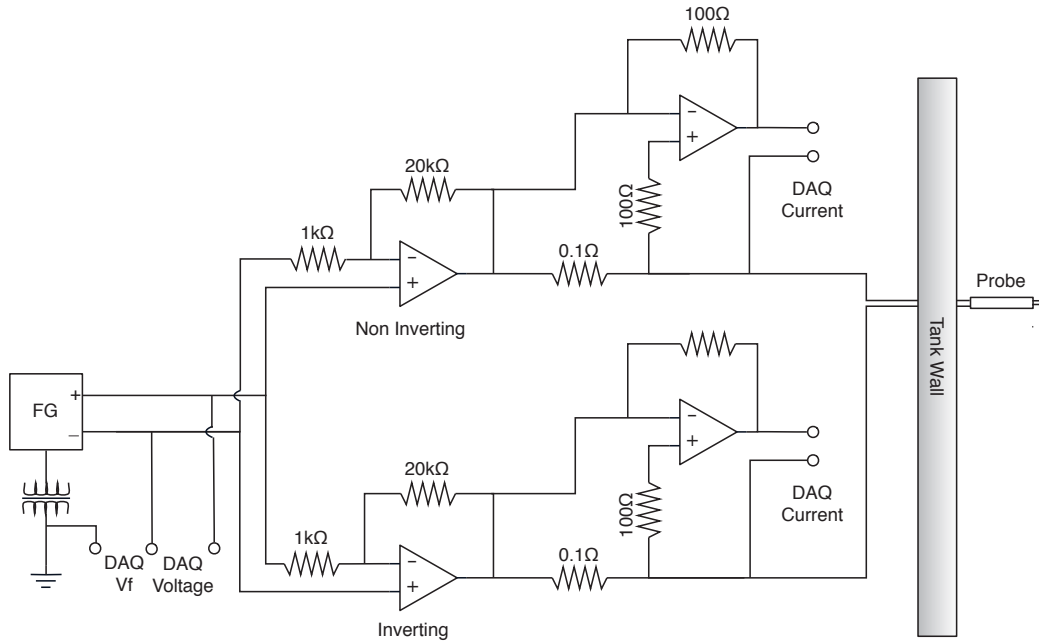 100Ω
−
+
DAQ
Current
100Ω
20kΩ
1kΩ
0.1Ω
−
+
Non Inverting
Probe
Tank Wall
FG
+
−
−
+
DAQ
Current
100Ω
20kΩ
1kΩ
0.1Ω
−
+
Inverting
DAQ
Vf
DAQ
Voltage